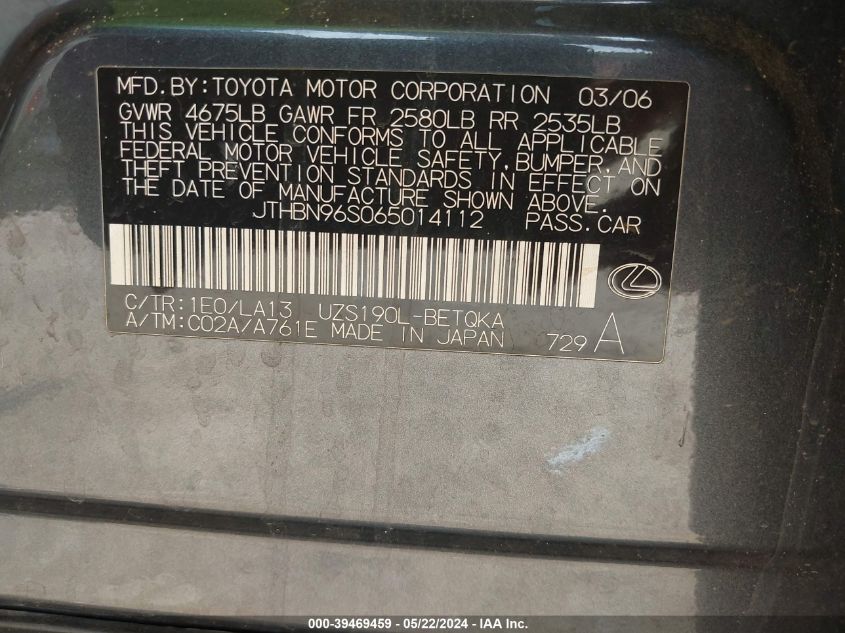 MFD.BY:TOYOTA MOTOR CORPORATION 03/06
GVWR 4675LB GAWR FR 2580LB RR 2535LB
THIS VEHICLE CONFORMS TO ALL APPLICABLE
FEDERAL MOTOR VEHICLE SAFETY,BUMPER,AND
THEFT PREVENTION STANDARDS IN EFFECT ON
THE DATE OF MANUFACTURE SHOWN ABOVE.
JTHBN96S065014112 PASS.CAR
C/TR:1E0/LA13 UZS190L-BETQKA
A/TM:C02A/A761E MADE IN JAPAN 729 A
000-39469459 - 05/22/2024 - IAA Inc.